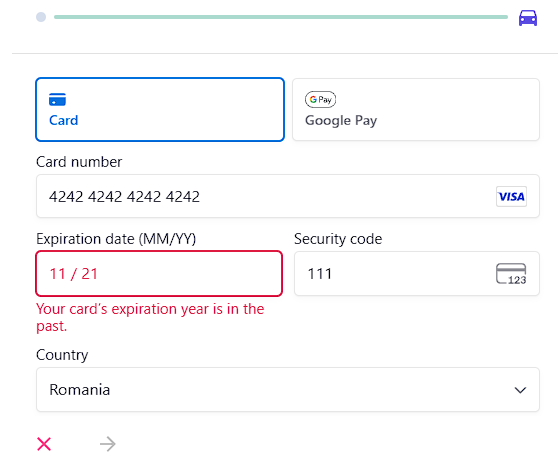 G Pay
Card
Google Pay
Card number
4242 4242 4242 4242
VISA
Expiration date (MM/YY)
Security code
11 / 21
111
123
Your card's expiration year is in the
past.
Country
Romania